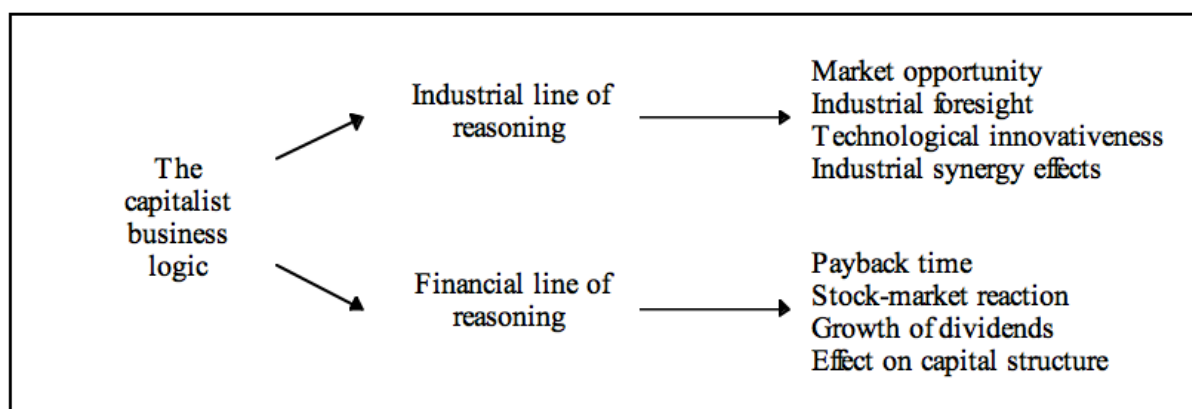 The
capitalist
business
logic
Industrial line of
reasoning
Market opportunity
Industrial foresight
Technological innovativeness
Industrial synergy effects
Financial line of
reasoning
Payback time
Stock-market reaction
Growth of dividends
Effect on capital structure